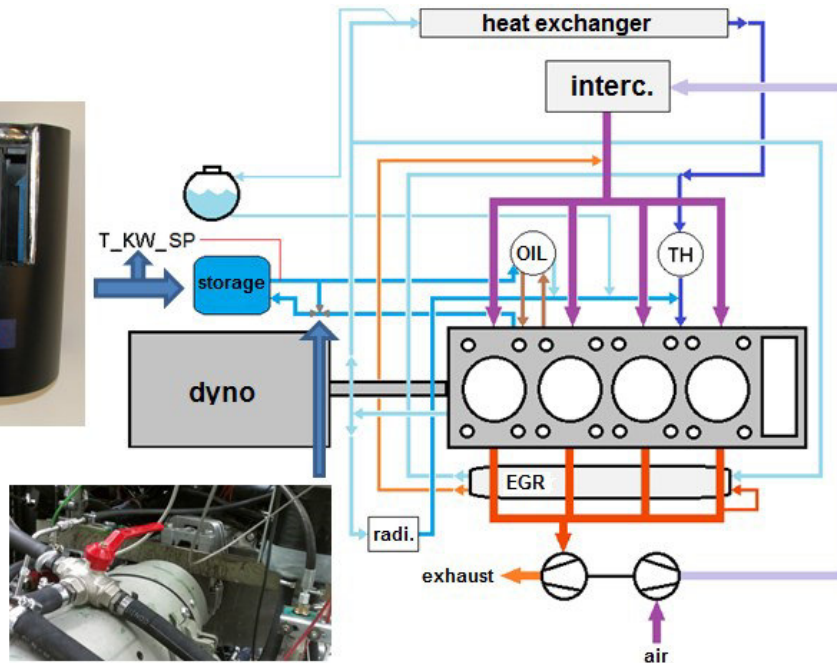 heat exchanger
interc.
T_KW_SP
storage
OIL
TH
dyno
EGR
radi.
exhaust
air